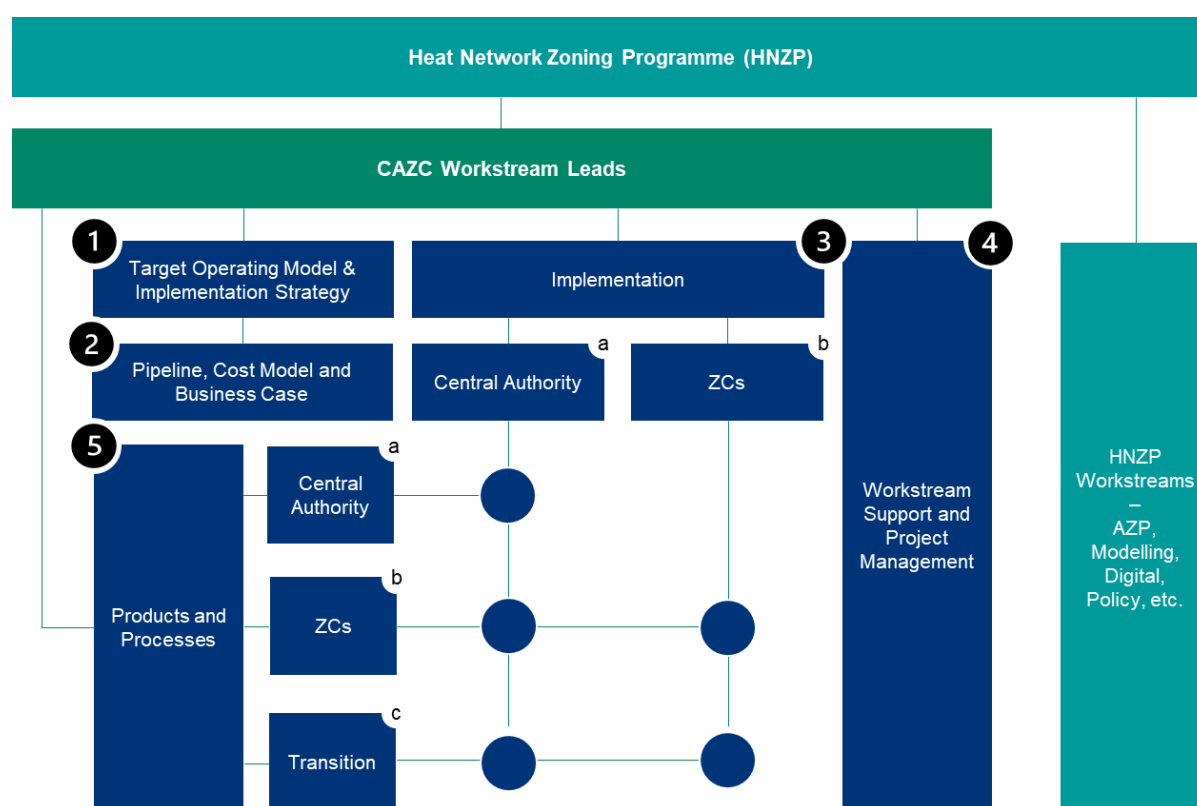 Heat Network Zoning Programme (HNZP)
CAZC Workstream Leads
1
Target Operating Model &
Implementation Strategy
Implementation
3
4
2
Pipeline, Cost Model and
Business Case
a
Central Authority
b
ZCs
5
Products and
Processes
a
Central
Authority
b
ZCs
c
Transition
Workstream
Support and
Project
Management
HNZP
Workstreams
–
AZP,
Modelling,
Digital,
Policy, etc.